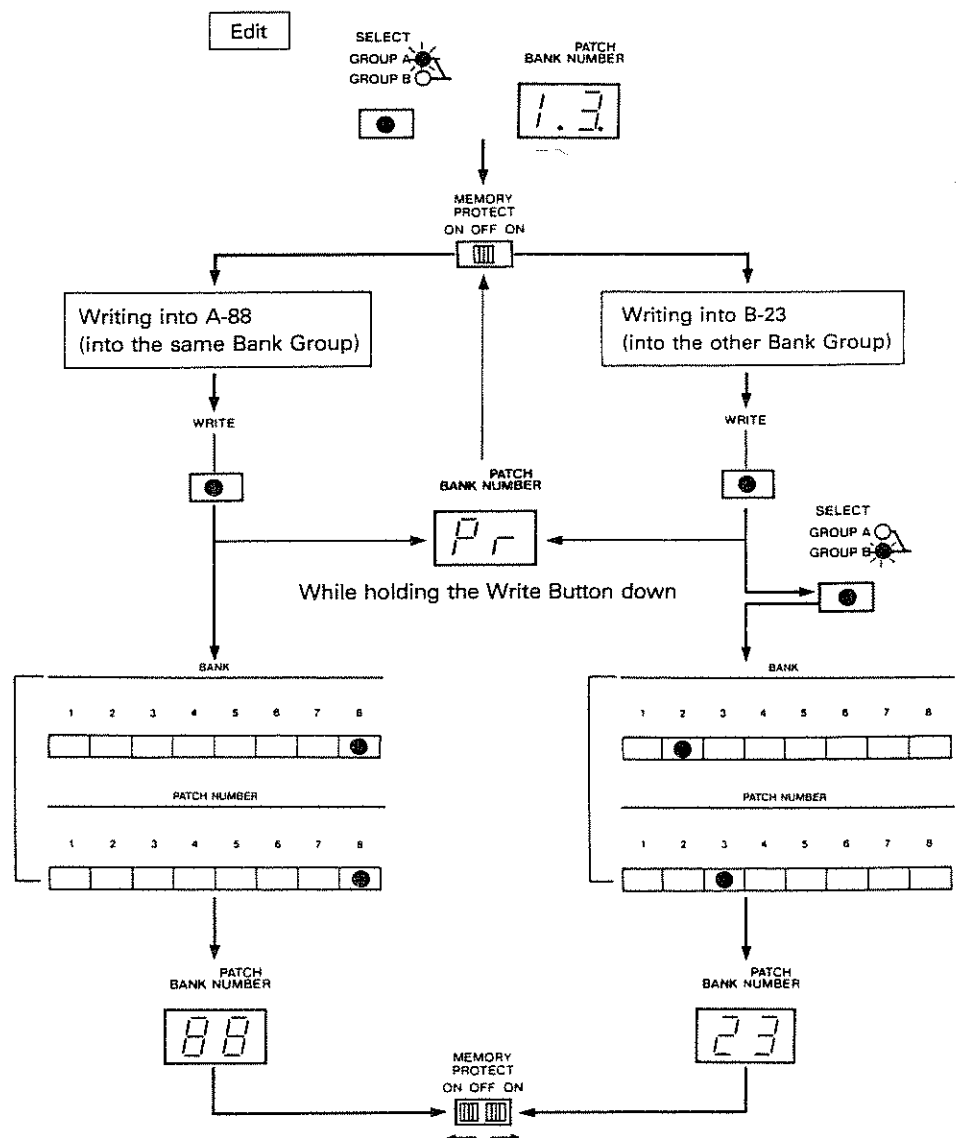 Edit
SELECT
GROUP A
GROUP B
PATCH
BANK NUMBER
1.3.
MEMORY
PROTECT
ON OFF ON
Writing into A-88
(into the same Bank Group)
Writing into B-23
(into the other Bank Group)
WRITE
WRITE
PATCH
BANK NUMBER
Pr
While holding the Write Button down
SELECT
GROUP A
GROUP B
BANK
1 2 3 4 5 6 7 8
PATCH NUMBER
1 2 3 4 5 6 7 8
BANK
1 2 3 4 5 6 7 8
PATCH NUMBER
1 2 3 4 5 6 7 8
PATCH
BANK NUMBER
88
PATCH
BANK NUMBER
23
MEMORY
PROTECT
ON OFF ON